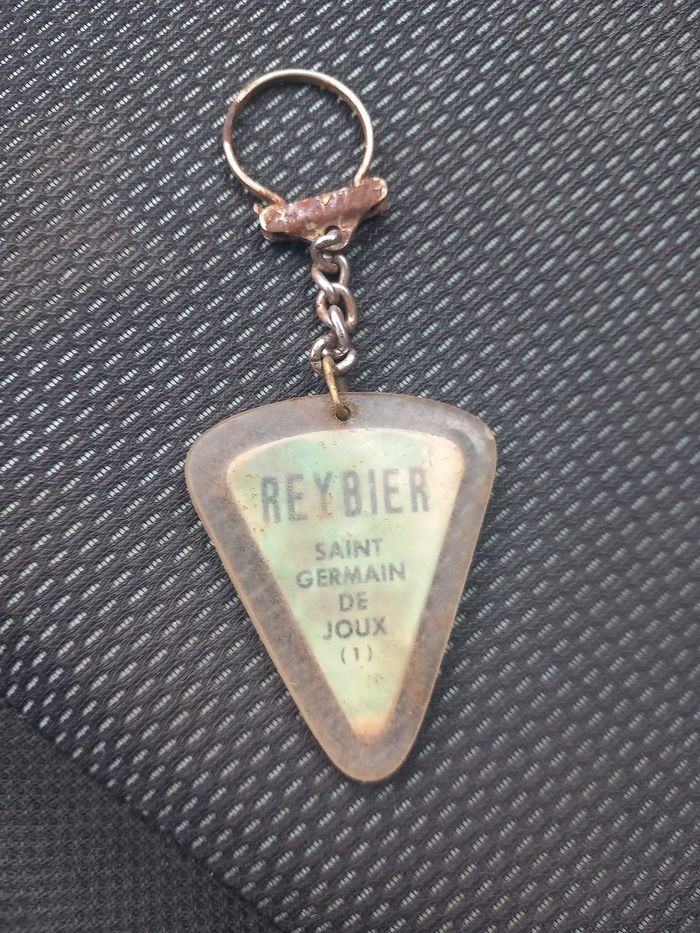 REYBIER
SAINT
GERMAIN
DE
JOUX
(1)